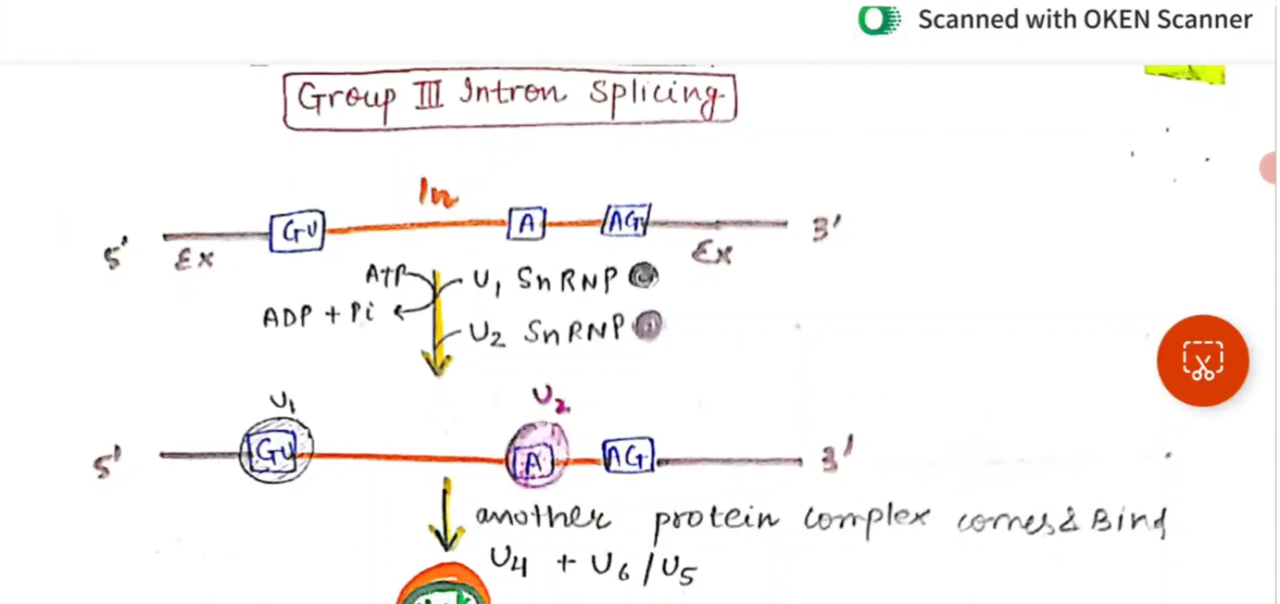 Scanned with OKEN Scanner
Group III Intron Splicing
In
5' GU A AG 3'
Ex Ex
ATP U1 SnRNP
ADP + Pi U2 SnRNP
U1 U2
5' GU A AG 3'
another protein complex comes & Bind
U4 + U6/U5